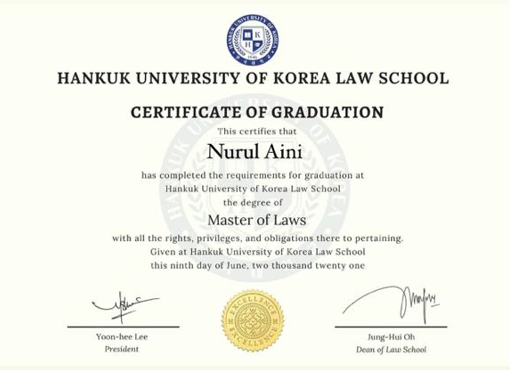 HANKUK UNIVERSITY OF KOREA LAW SCHOOL
CERTIFICATE OF GRADUATION
This certifies that
Nurul Aini
has completed the requirements for graduation at
Hankuk University of Korea Law School
the degree of
Master of Laws
with all the rights, privileges, and obligations there to pertaining.
Given at Hankuk University of Korea Law School
this ninth day of June, two thousand twenty one
EXCELLENCE
EXCELLENCE
Yoon-hee Lee
President
Jung-Hui Oh
Dean of Law School